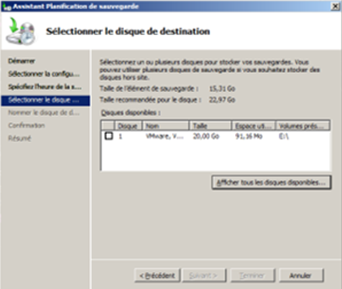 Assistant Planification de sauvegarde
Sélectionner le disque de destination
Démarrer
Sélectionner la configu...
Spécifiez l'heure de la s...
Sélectionner le disque ...
Nommer le disque de d...
Confirmation
Résumé
Sélectionnez un ou plusieurs disques pour stocker vos sauvegardes. Vous
pouvez utiliser plusieurs disques de sauvegarde si vous souhaitez stocker des
disques hors site.
Taille de l'élément de sauvegarde : 15,31 Go
Taille recommandée pour le disque : 22,97 Go
Disques disponibles :
Disque Nom Taille Espace uti... Volumes prés...
1 VMware, V... 20,00 Go 91,16 Mo E:\
Afficher tous les disques disponibles...
< Précédent Suivant > Terminer Annuler